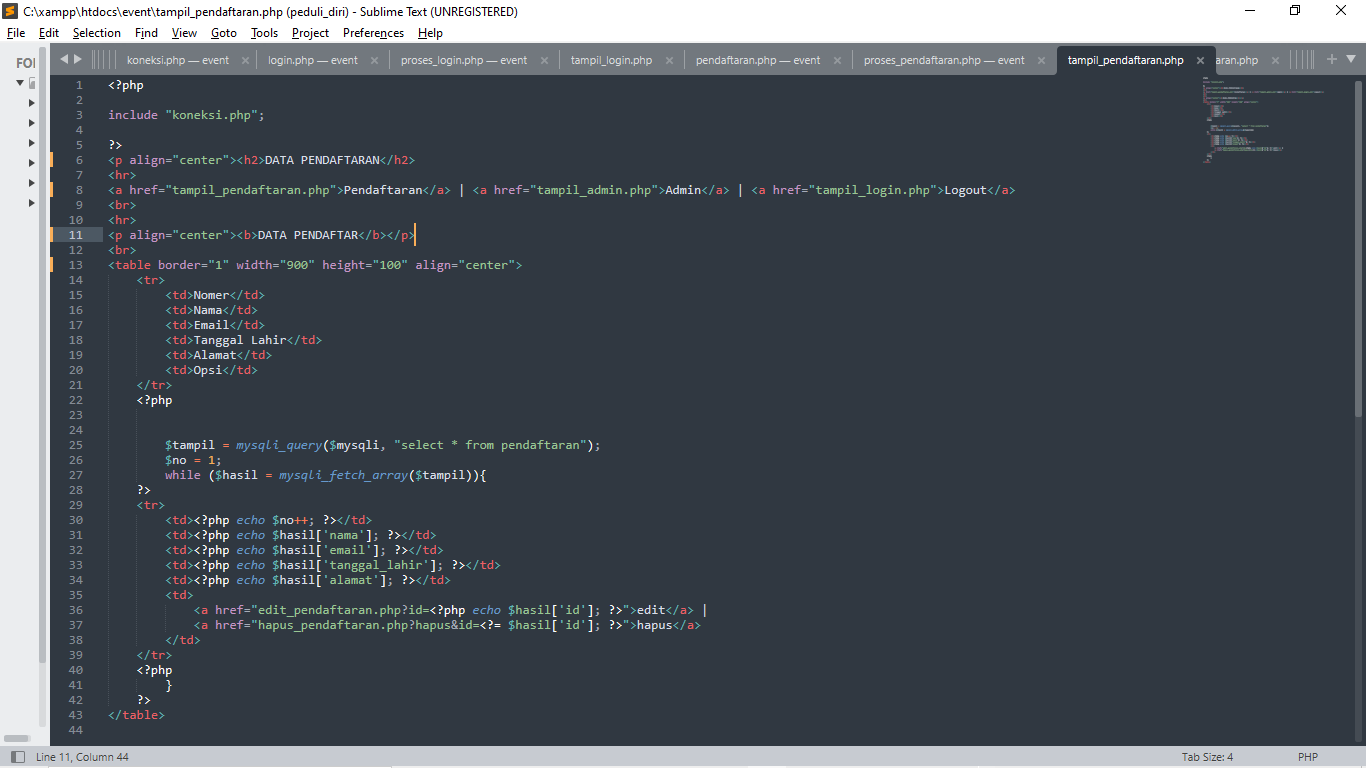 C:\xampp\htdocs\event\tampil_pendaftaran.php (peduli_diri) - Sublime Text (UNREGISTERED)
File Edit Selection Find View Goto Tools Project Preferences Help
FOI
koneksi.php — event login.php — event proses_login.php — event tampil_login.php pendaftaran.php — event proses_pendaftaran.php — event tampil_pendaftaran.php aran.php
1 <?php
2
3 include "koneksi.php";
4
5 ?>
6 <p align="center"><h2>DATA PENDAFTARAN</h2>
7 <hr>
8 <a href="tampil_pendaftaran.php">Pendaftaran</a> | <a href="tampil_admin.php">Admin</a> | <a href="tampil_login.php">Logout</a>
9 <br>
10 <hr>
11 <p align="center"><b>DATA PENDAFTAR</b></p>
12 <br>
13 <table border="1" width="900" height="100" align="center">
14 <tr>
15 <td>Nomer</td>
16 <td>Nama</td>
17 <td>Email</td>
18 <td>Tanggal Lahir</td>
19 <td>Alamat</td>
20 <td>Opsi</td>
21 </tr>
22 <?php
23
24
25 $tampil = mysqli_query($mysqli, "select * from pendaftaran");
26 $no = 1;
27 while ($hasil = mysqli_fetch_array($tampil)){
28 ?>
29 <tr>
30 <td><?php echo $no++; ?></td>
31 <td><?php echo $hasil['nama']; ?></td>
32 <td><?php echo $hasil['email']; ?></td>
33 <td><?php echo $hasil['tanggal_lahir']; ?></td>
34 <td><?php echo $hasil['alamat']; ?></td>
35 <td>
36 <a href="edit_pendaftaran.php?id=<?php echo $hasil['id']; ?>">edit</a> |
37 <a href="hapus_pendaftaran.php?hapus&id=<?= $hasil['id']; ?>">hapus</a>
38 </td>
39 </tr>
40 <?php
41 }
42 ?>
43 </table>
44
Line 11, Column 44 Tab Size: 4 PHP